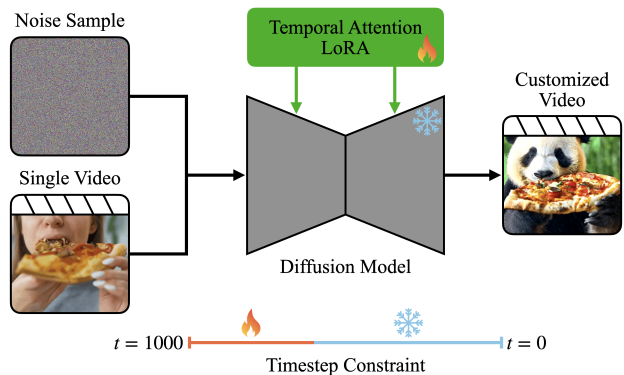 Noise Sample
Temporal Attention
LoRA
Customized
Video
Single Video
Diffusion Model
t = 1000
t = 0
Timestep Constraint